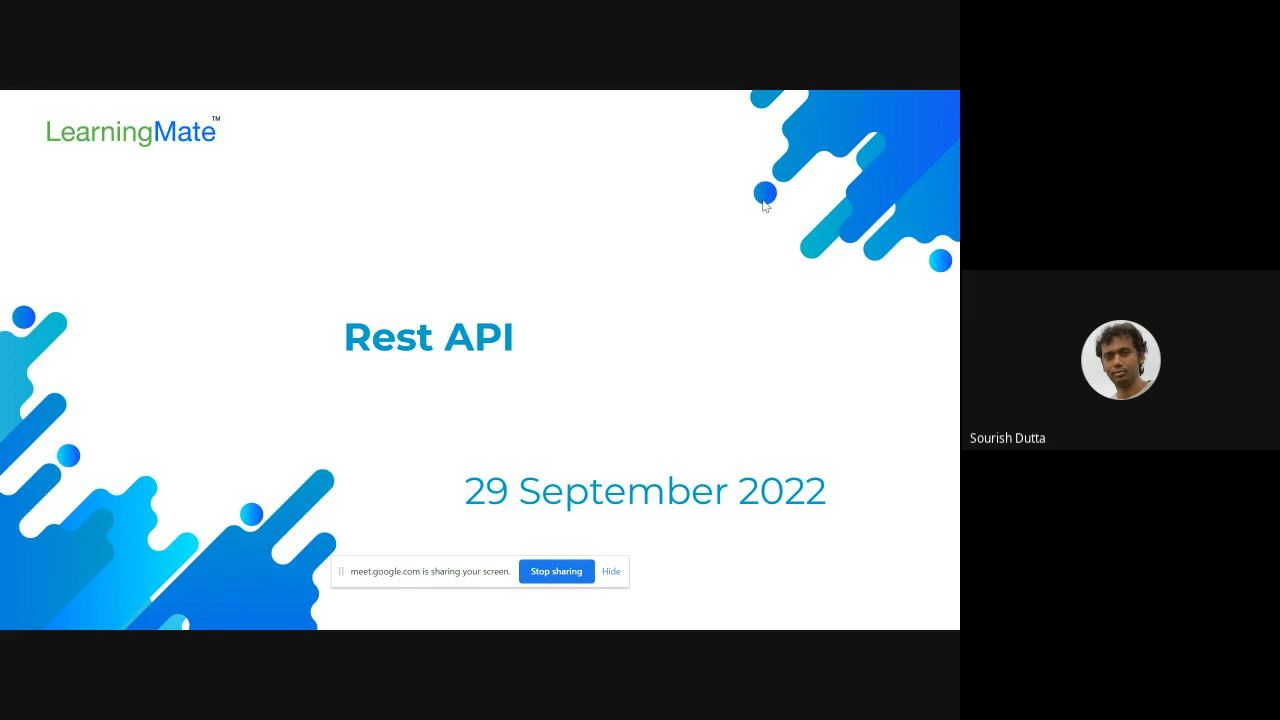 LearningMate™
Rest API
29 September 2022
meet.google.com is sharing your screen. Stop sharing Hide
Sourish Dutta